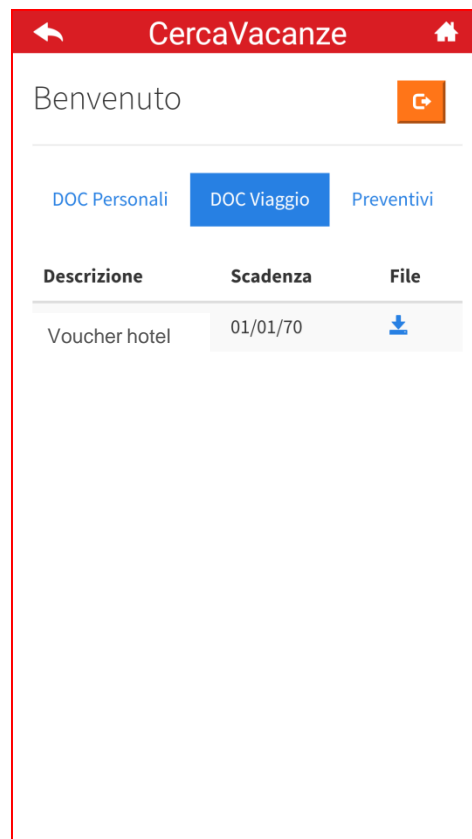 CercaVacanze
Benvenuto
DOC Personali DOC Viaggio Preventivi
Descrizione Scadenza File
Voucher hotel 01/01/70